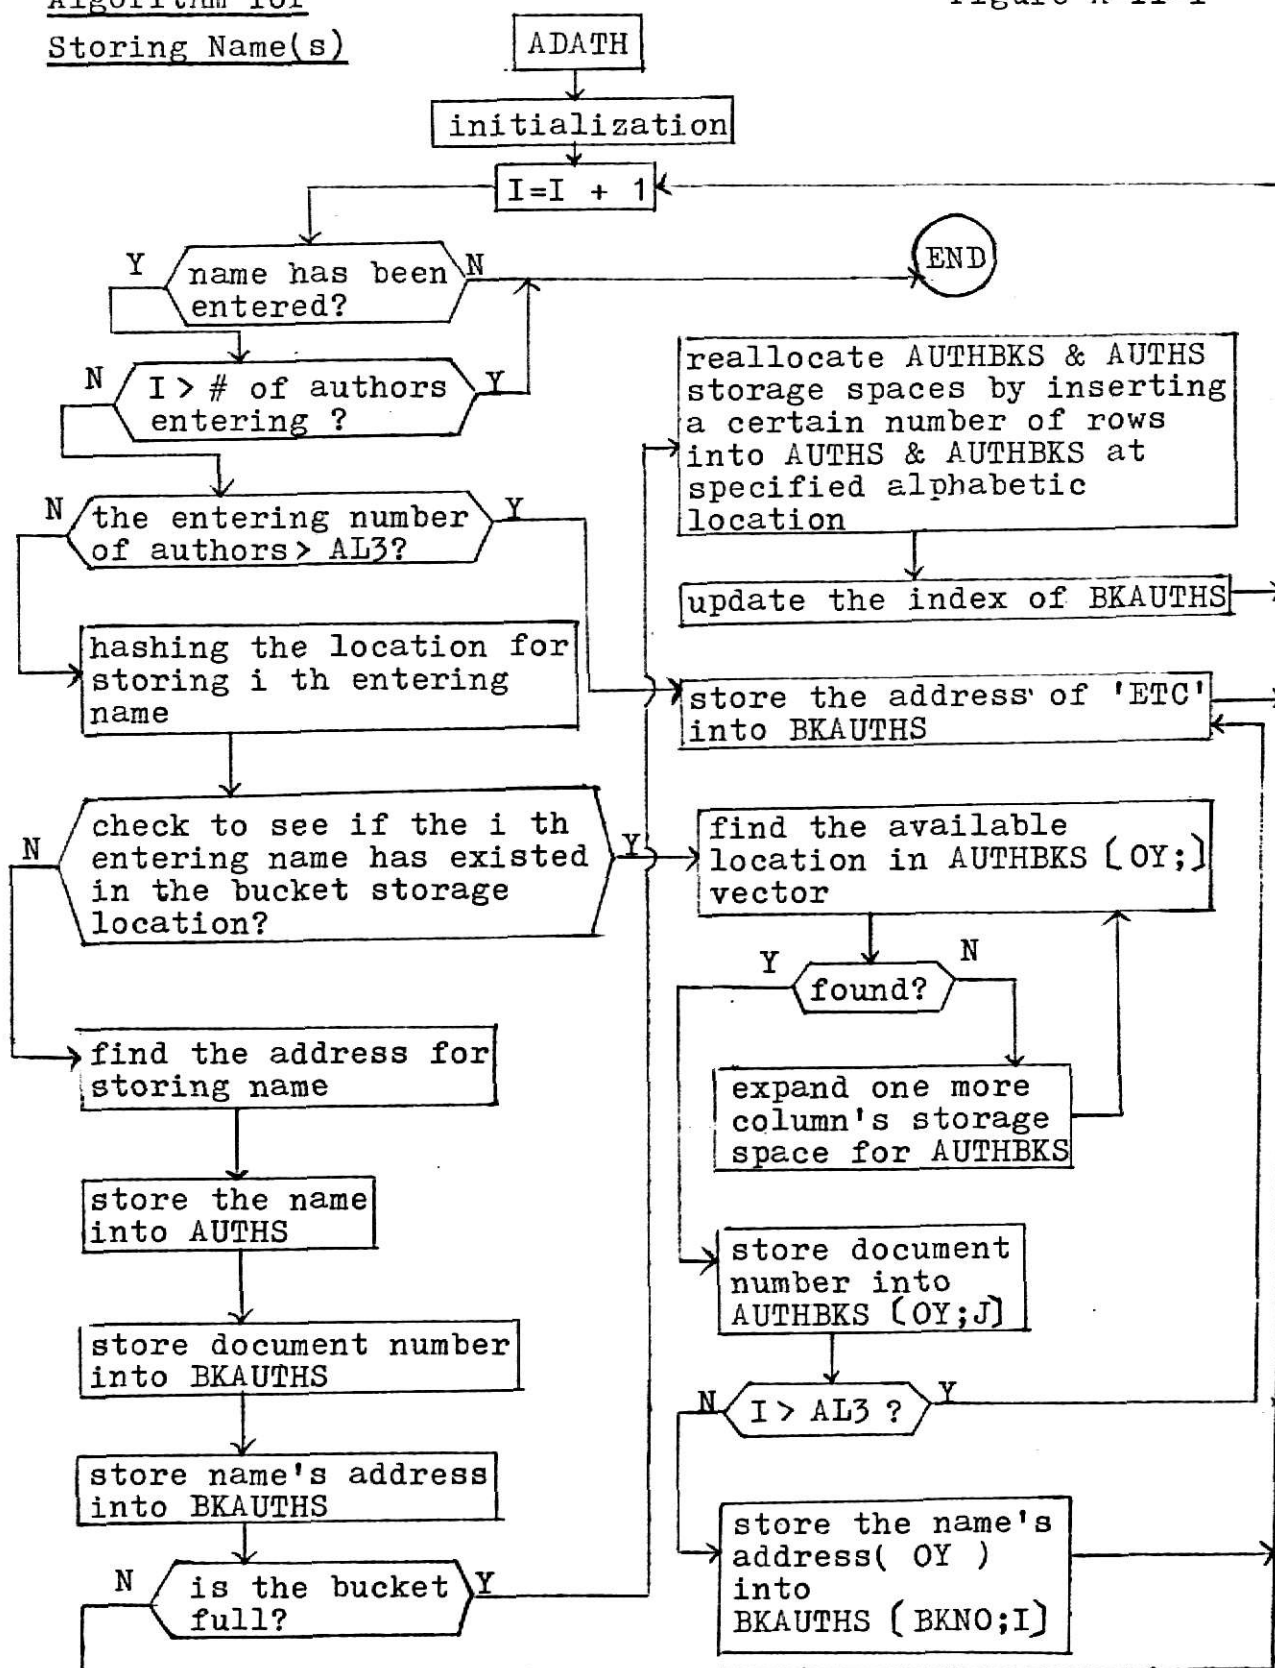 Algorithm for
Storing Name(s)
Figure A-II-1
ADATH
initialization
I=I + 1
Y
name has been
entered?
N
END
N
I > # of authors
entering ?
Y
reallocate AUTHBKS & AUTHS
storage spaces by inserting
a certain number of rows
into AUTHS & AUTHBKS at
specified alphabetic
location
N
the entering number
of authors> AL3?
Y
update the index of BKAUTHS
hashing the location for
storing i th entering
name
store the address of 'ETC'
into BKAUTHS
N
check to see if the i th
entering name has existed
in the bucket storage
location?
Y
find the available
location in AUTHBKS [OY;]
vector
Y
found?
N
find the address for
storing name
expand one more
column's storage
space for AUTHBKS
store the name
into AUTHS
store document
number into
AUTHBKS [OY;J]
store document number
into BKAUTHS
N
I > AL3 ?
Y
store name's address
into BKAUTHS
store the name's
address( OY )
into
BKAUTHS [BKNO;I]
N
is the bucket
full?
Y